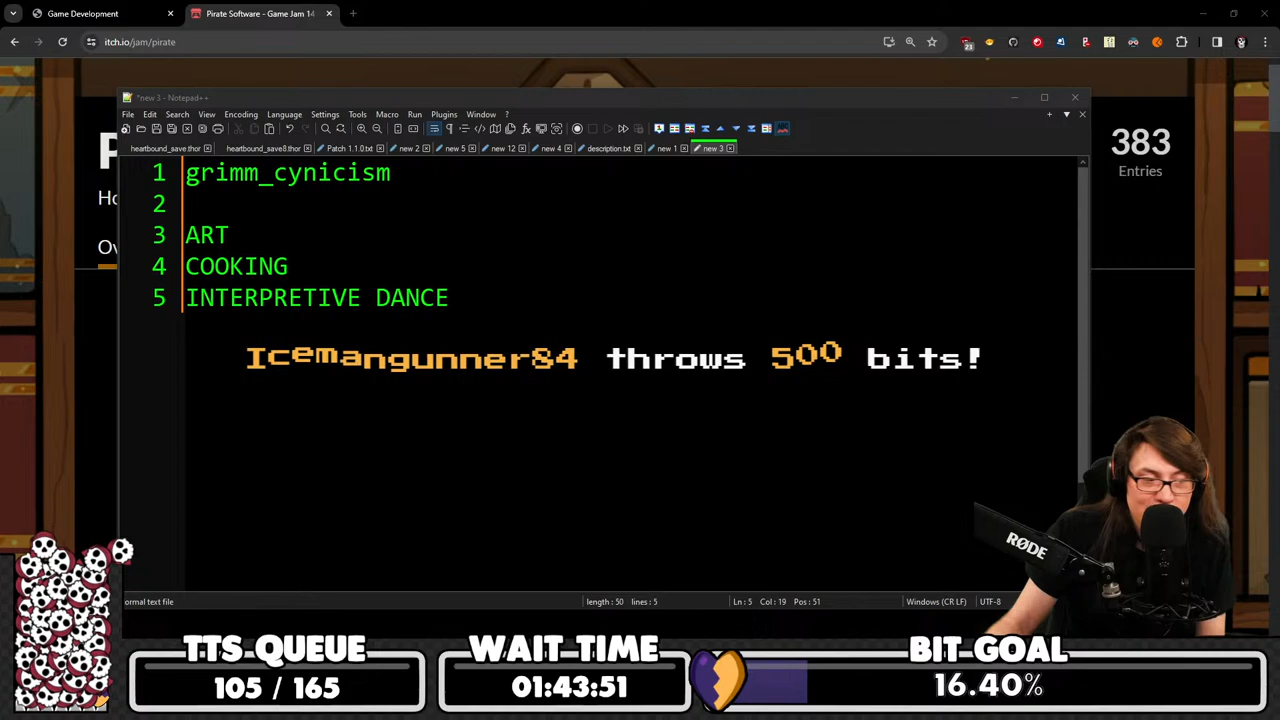 Game Development
Pirate Software - Game Jam 14
itch.io/jam/pirate
21
*new 3 - Notepad++
File Edit Search View Encoding Language Settings Tools Macro Run Plugins Window ?
heartbound_save.thor heartbound_save8.thor Patch 1.1.0.txt new 2 new 5 new 12 new 4 description.txt new 1 new 3
P
Ho
Ov
383
Entries
1 grimm_cynicism
2
3 ART
4 COOKING
5 INTERPRETIVE DANCE
Icemangunner84 throws 500 bits!
RØDE
ormal text file length : 50 lines : 5 Ln : 5 Col : 19 Pos : 51 Windows (CR LF) UTF-8
TTS QUEUE
105 / 165
WAIT TIME
01:43:51
BIT GOAL
16.40%